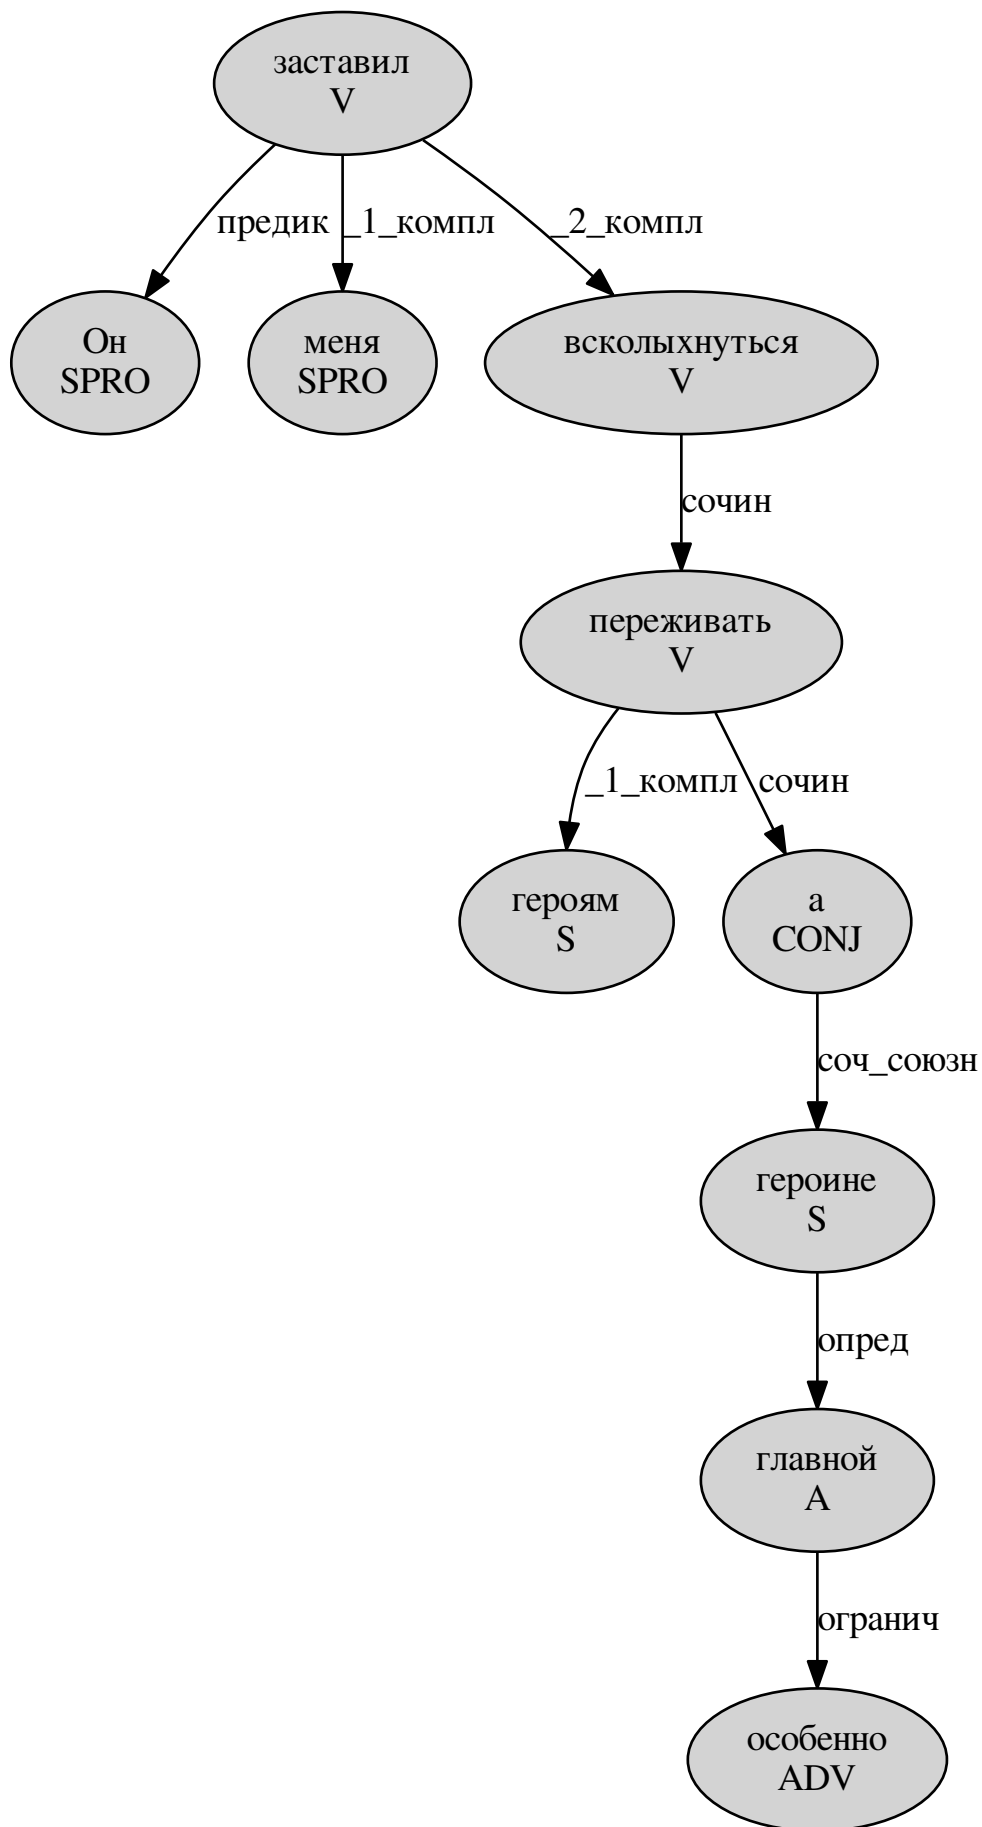 заставил
V
предик
_1_компл
_2_компл
Он
SPRO
меня
SPRO
всколыхнуться
V
сочин
переживать
V
_1_компл
сочин
героям
S
а
CONJ
соч_союзн
героине
S
опред
главной
A
огранич
особенно
ADV